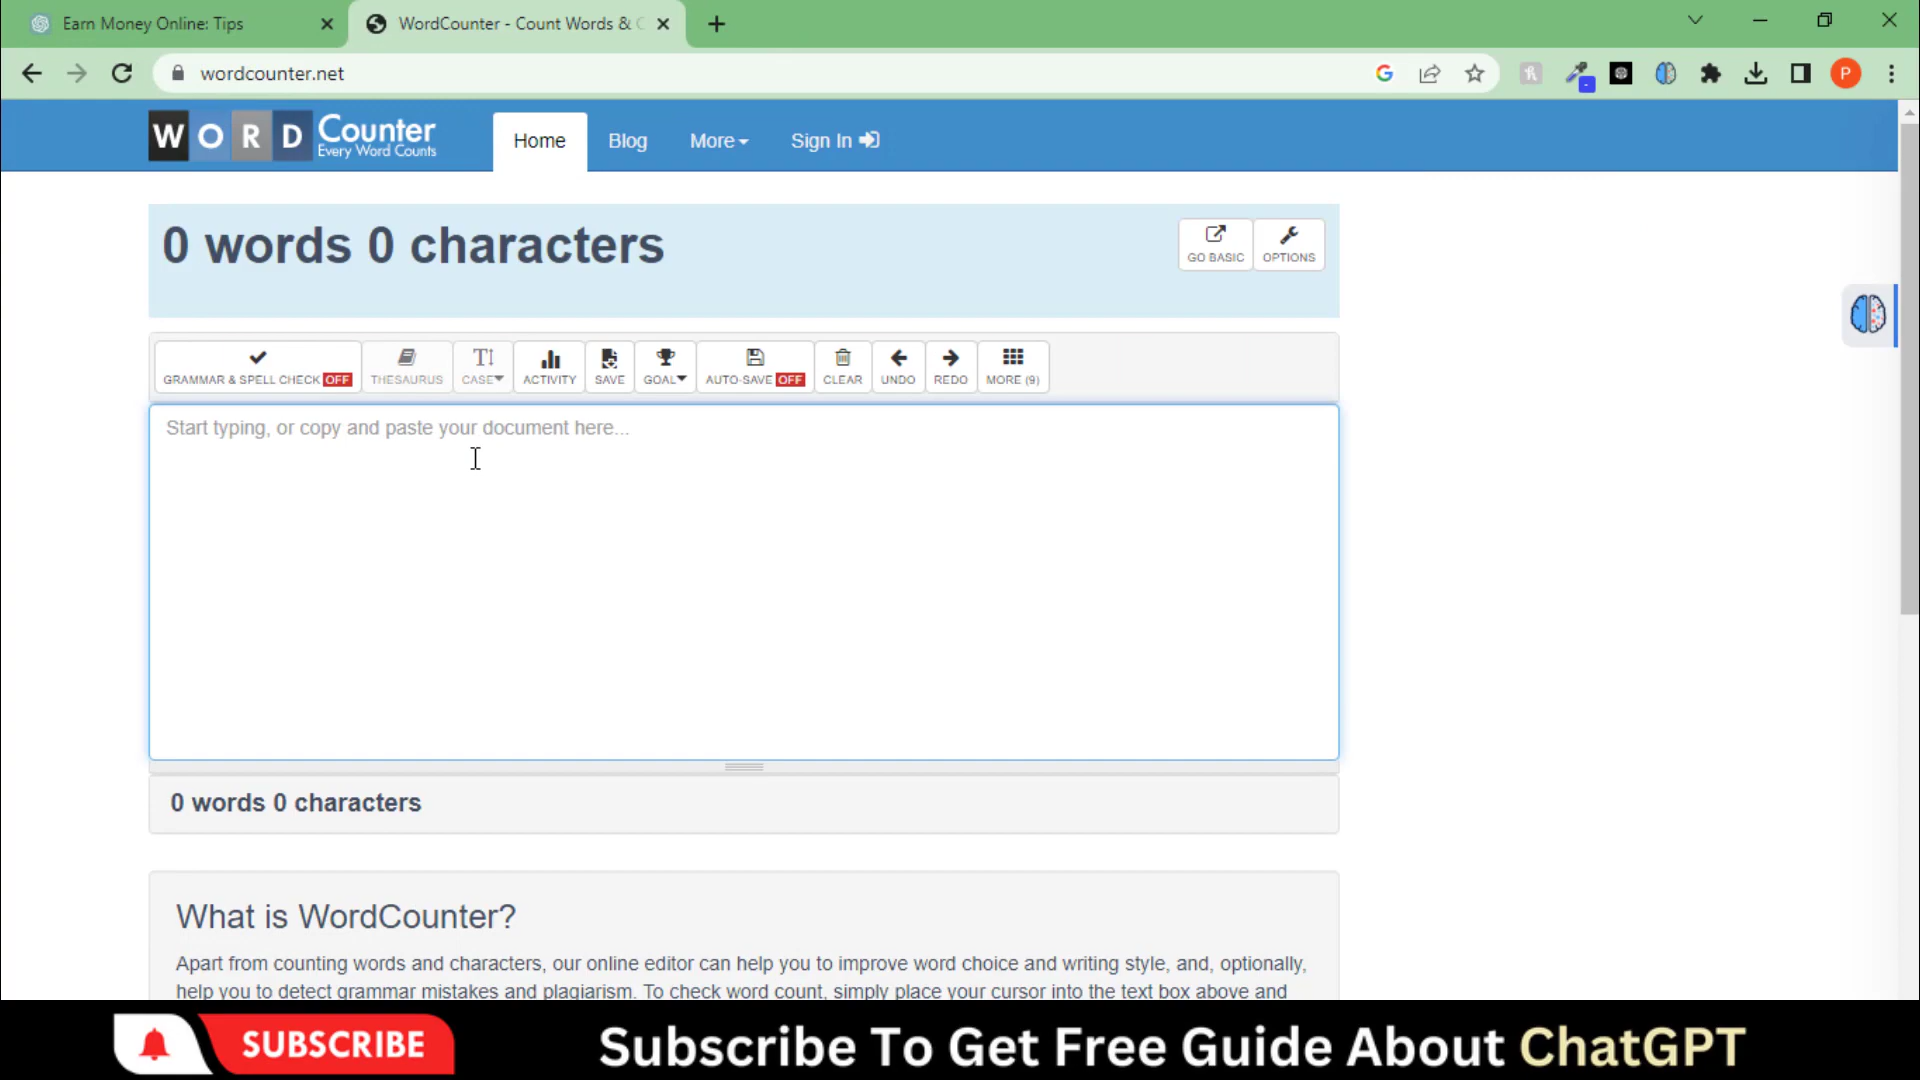 Earn Money Online: Tips
WordCounter - Count Words & C
wordcounter.net
P
WORD Counter
Every Word Counts
Home
Blog
More
Sign In
0 words 0 characters
GO BASIC
OPTIONS
GRAMMAR & SPELL CHECK OFF
THESAURUS
CASE
ACTIVITY
SAVE
GOAL
AUTO-SAVE OFF
CLEAR
UNDO
REDO
MORE (9)
Start typing, or copy and paste your document here...
0 words 0 characters
What is WordCounter?
Apart from counting words and characters, our online editor can help you to improve word choice and writing style, and, optionally,
help you to detect grammar mistakes and plagiarism. To check word count, simply place your cursor into the text box above and
SUBSCRIBE
Subscribe To Get Free Guide About ChatGPT